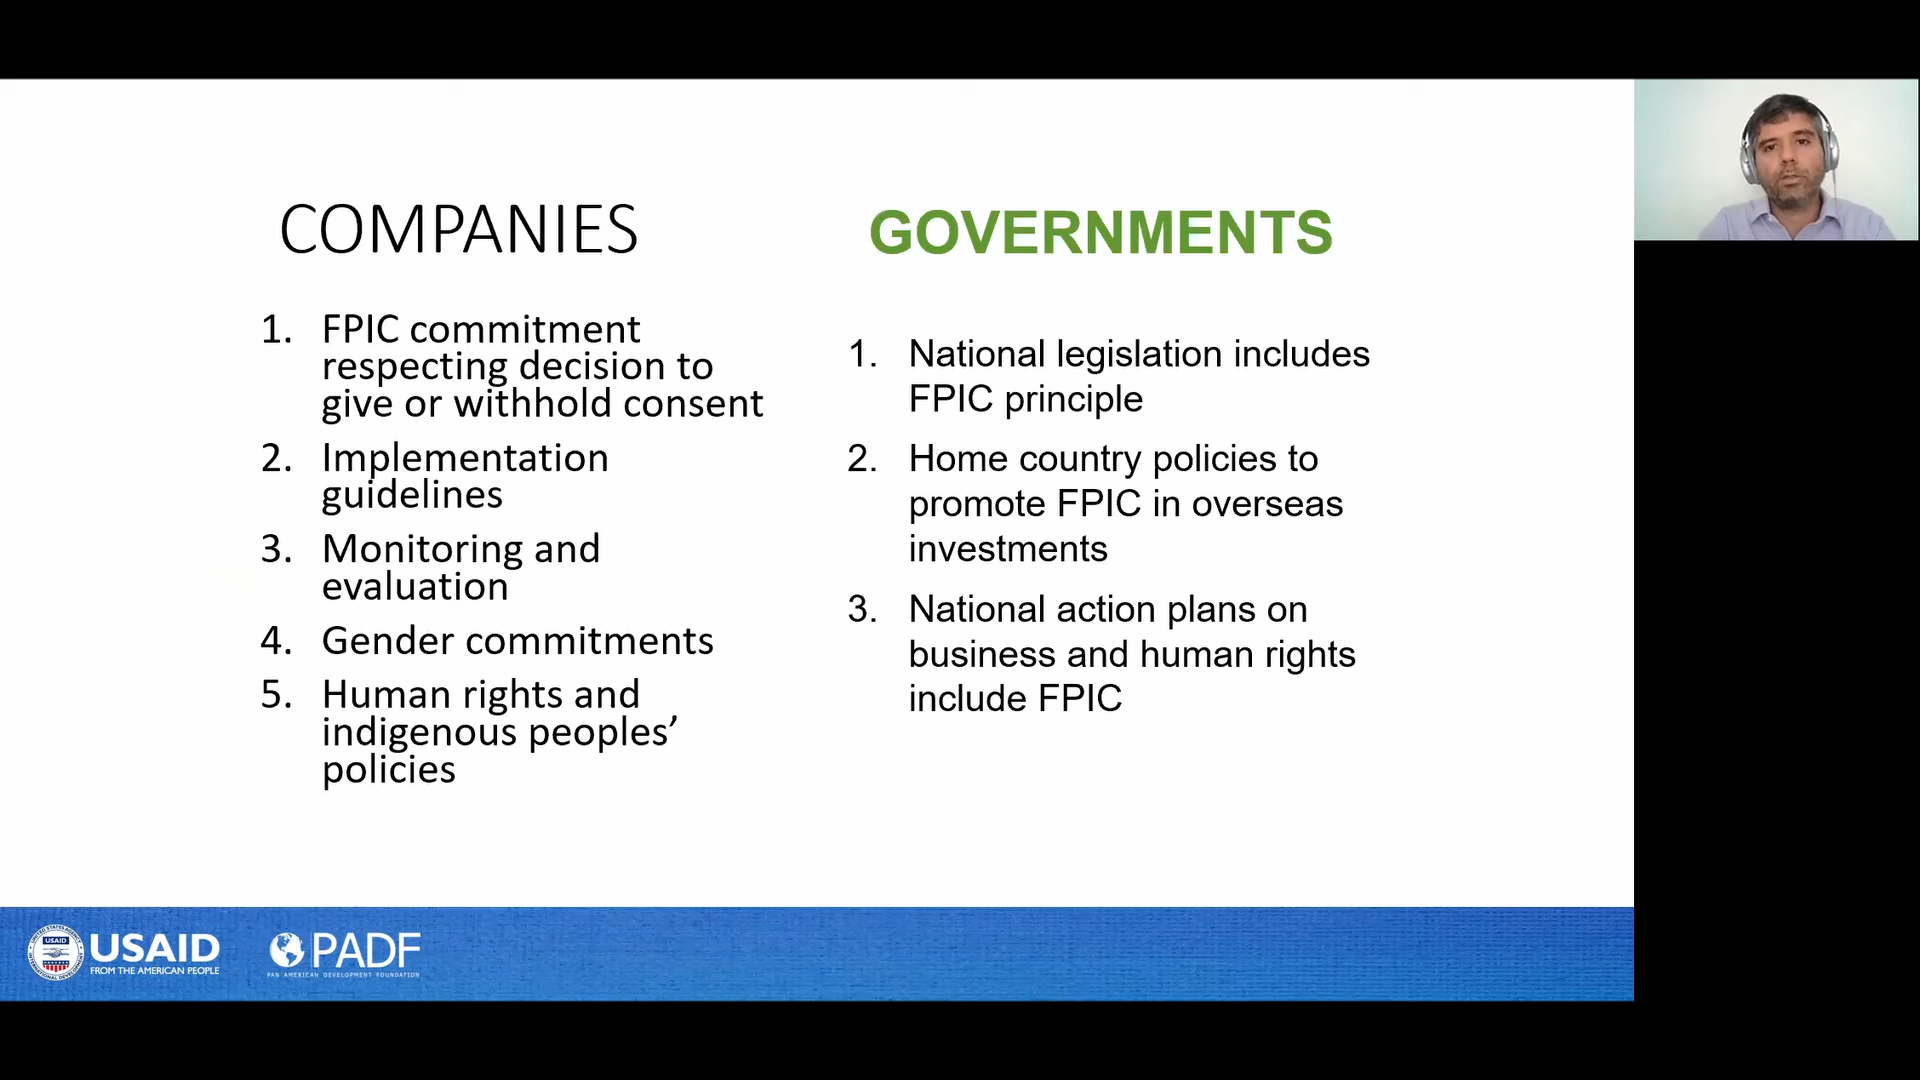 COMPANIES
1. FPIC commitment
respecting decision to
give or withhold consent
2. Implementation
guidelines
3. Monitoring and
evaluation
4. Gender commitments
5. Human rights and
indigenous peoples’
policies
GOVERNMENTS
1. National legislation includes
FPIC principle
2. Home country policies to
promote FPIC in overseas
investments
3. National action plans on
business and human rights
include FPIC
USAID
USAID
FROM THE AMERICAN PEOPLE
PADF
PAN AMERICAN DEVELOPMENT FOUNDATION